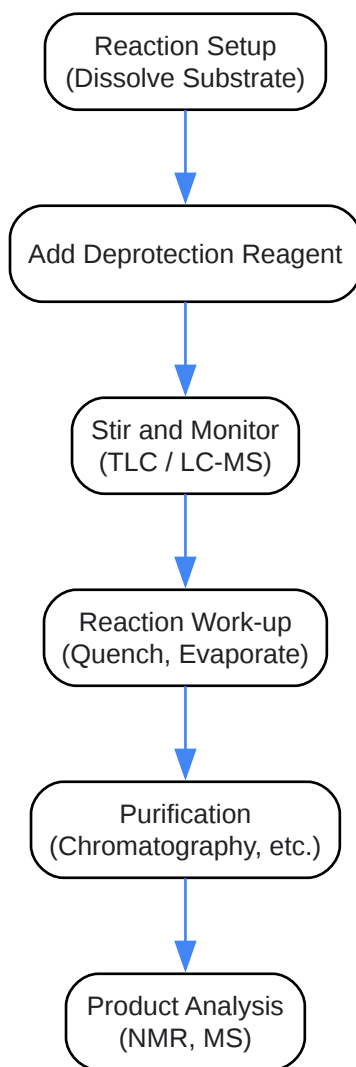 Reaction Setup
(Dissolve Substrate)
Add Deprotection Reagent
Stir and Monitor
(TLC / LC-MS)
Reaction Work-up
(Quench, Evaporate)
Purification
(Chromatography, etc.)
Product Analysis
(NMR, MS)